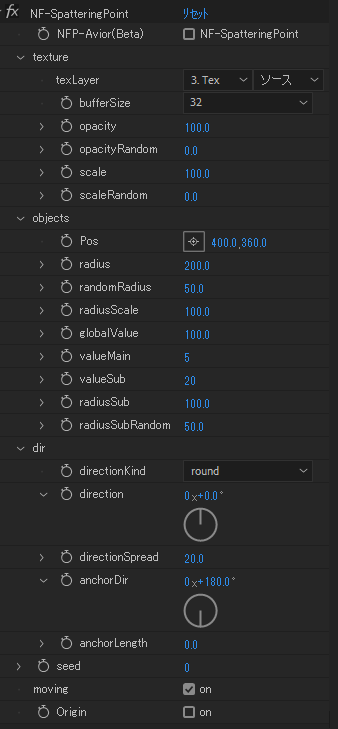 fx NF-SpatteringPoint リセット
NFP-Avior(Beta) NF-SpatteringPoint
texture
texLayer 3. Tex ソース
bufferSize 32
opacity 100.0
opacityRandom 0.0
scale 100.0
scaleRandom 0.0
objects
Pos 400.0,360.0
radius 200.0
randomRadius 50.0
radiusScale 100.0
globalValue 100.0
valueMain 5
valueSub 20
radiusSub 100.0
radiusSubRandom 50.0
dir
directionKind round
direction 0x+0.0°
directionSpread 20.0
anchorDir 0x+180.0°
anchorLength 0.0
seed 0
moving on
Origin on